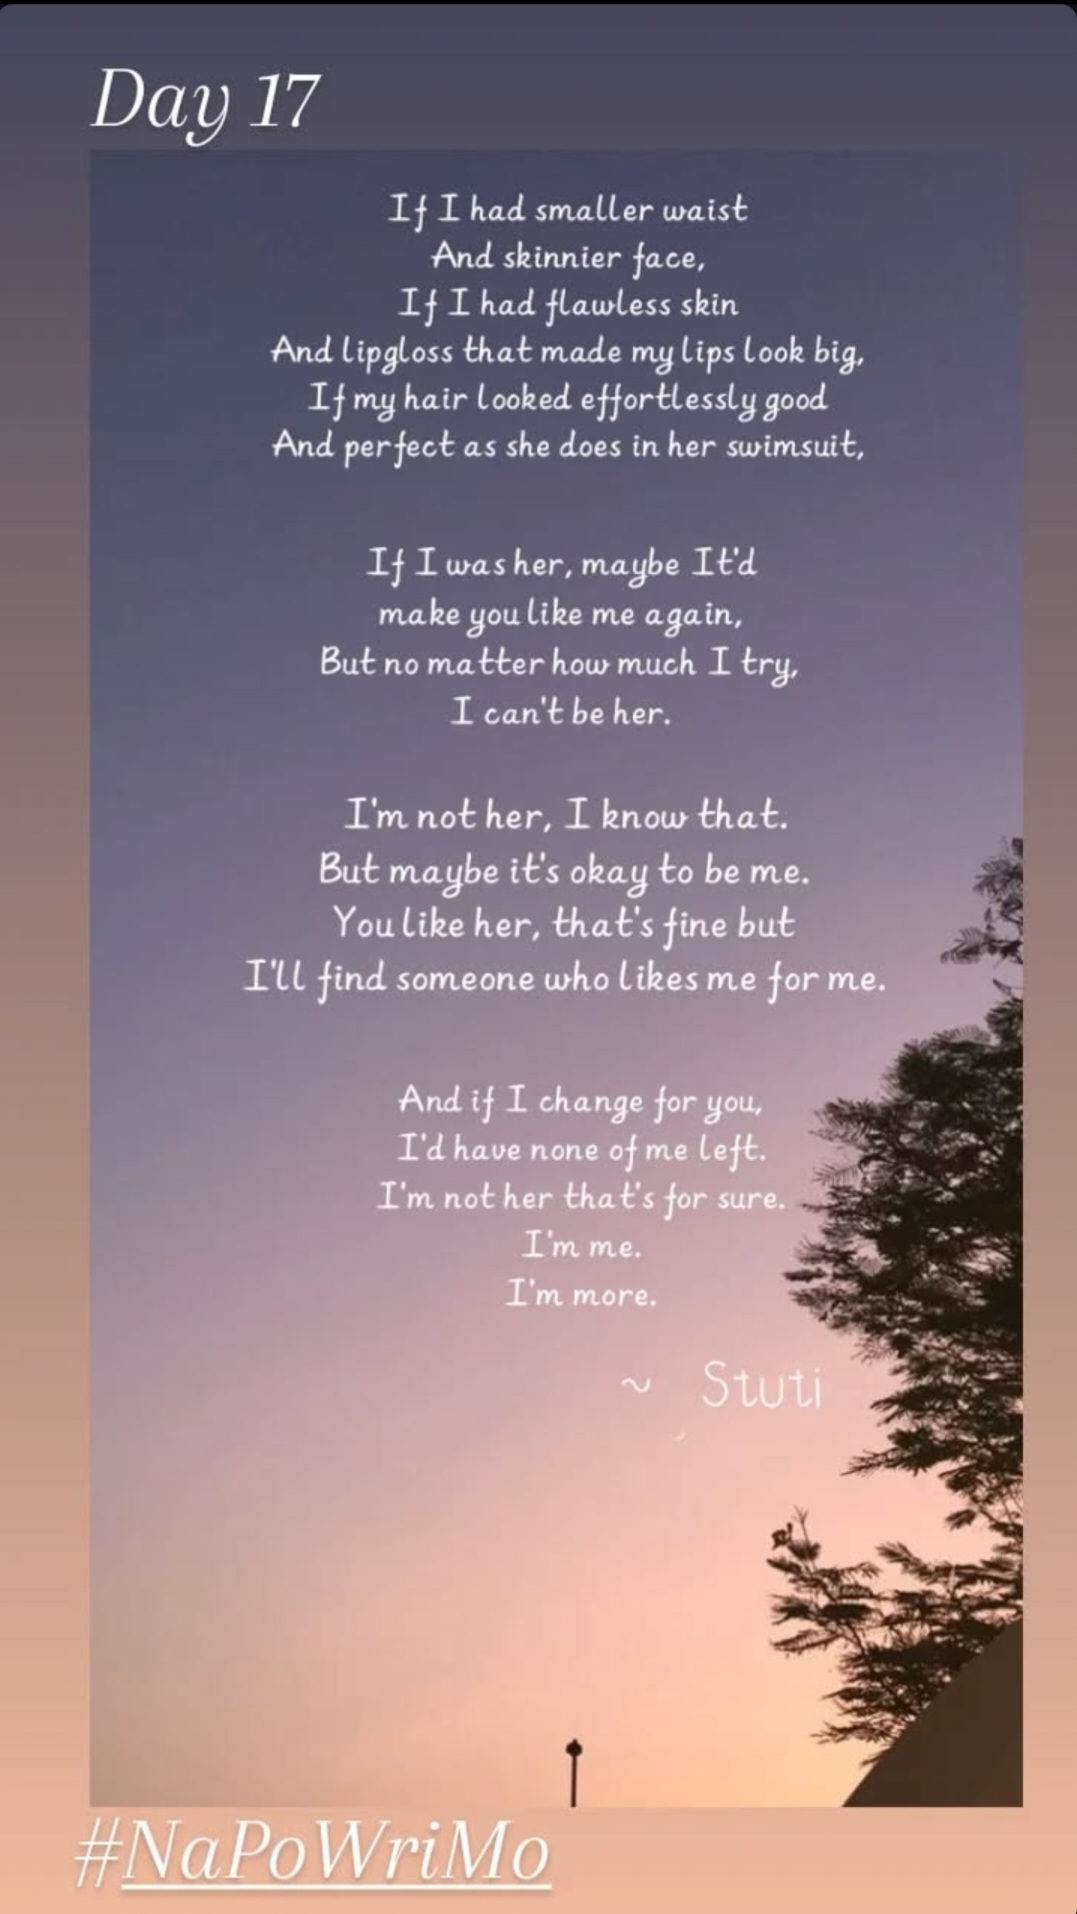 Day 17
If I had smaller waist
And skinnier face,
If I had flawless skin
And lipgloss that made my lips look big,
If my hair looked effortlessly good
And perfect as she does in her swimsuit,
If I was her, maybe It'd
make you like me again,
But no matter how much I try,
I can't be her.
I'm not her, I know that.
But maybe it's okay to be me.
You like her, that's fine but
I'll find someone who likes me for me.
And if I change for you,
I'd have none of me left.
I'm not her that's for sure.
I'm me.
I'm more.
~ Stuti
#NaPoWriMo